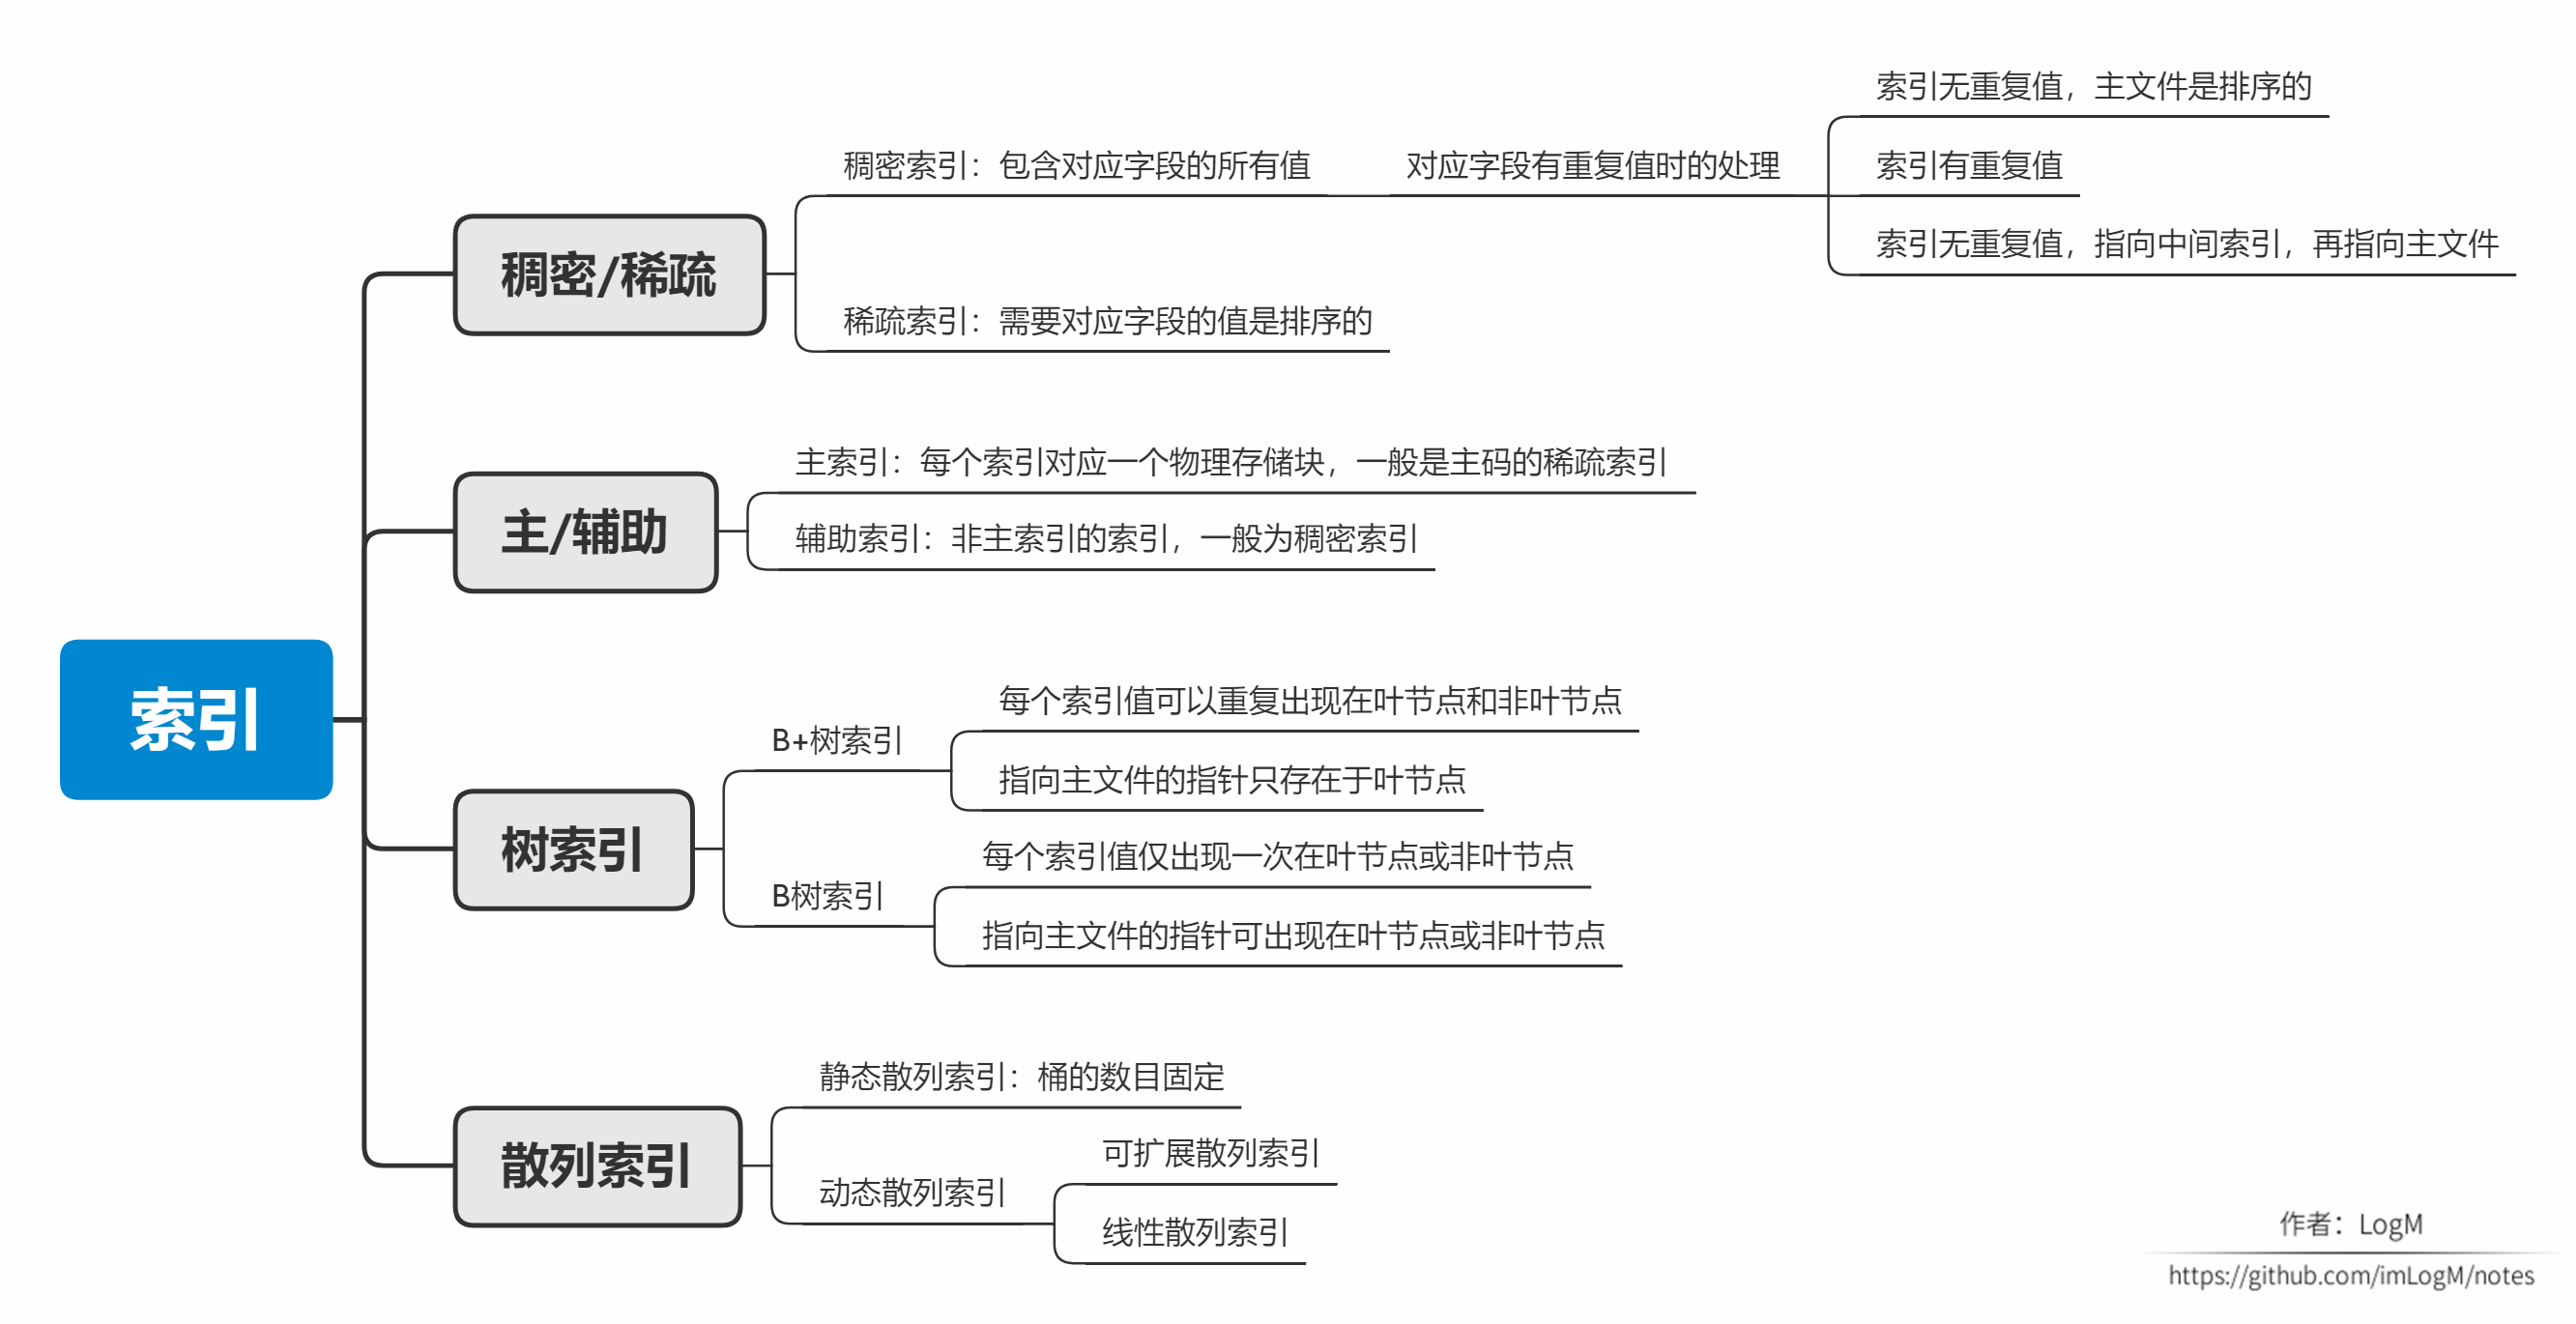 索引
稠密/稀疏
稠密索引：包含对应字段的所有值
对应字段有重复值时的处理
索引无重复值，主文件是排序的
索引有重复值
索引无重复值，指向中间索引，再指向主文件
稀疏索引：需要对应字段的值是排序的
主/辅助
主索引：每个索引对应一个物理存储块，一般是主码的稀疏索引
辅助索引：非主索引的索引，一般为稠密索引
树索引
B+树索引
每个索引值可以重复出现在叶节点和非叶节点
指向主文件的指针只存在于叶节点
B树索引
每个索引值仅出现一次在叶节点或非叶节点
指向主文件的指针可出现在叶节点或非叶节点
散列索引
静态散列索引：桶的数目固定
动态散列索引
可扩展散列索引
线性散列索引
作者：LogM
https://github.com/imLogM/notes